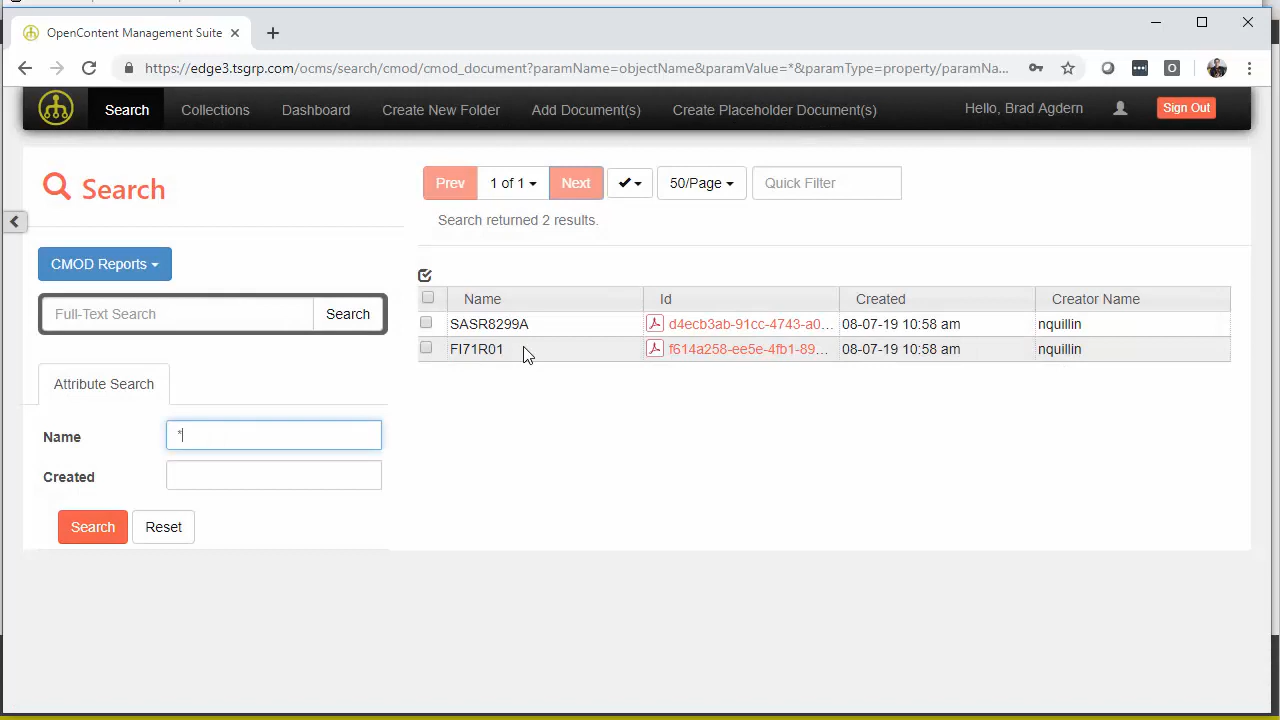 OpenContent Management Suite
https://edge3.tsgrp.com/ocms/search/cmod/cmod_document?paramName=objectName&paramValue=*&paramType=property/paramNa...
Search Collections Dashboard Create New Folder Add Document(s) Create Placeholder Document(s) Hello, Brad Agdern Sign Out
Search
Prev 1 of 1 Next 50/Page Quick Filter
Search returned 2 results.
CMOD Reports
Full-Text Search Search
Name Id Created Creator Name
SASR8299A d4ecb3ab-91cc-4743-a0... 08-07-19 10:58 am nquillin
FI71R01 f614a258-ee5e-4fb1-89... 08-07-19 10:58 am nquillin
Attribute Search
Name *
Created
Search Reset